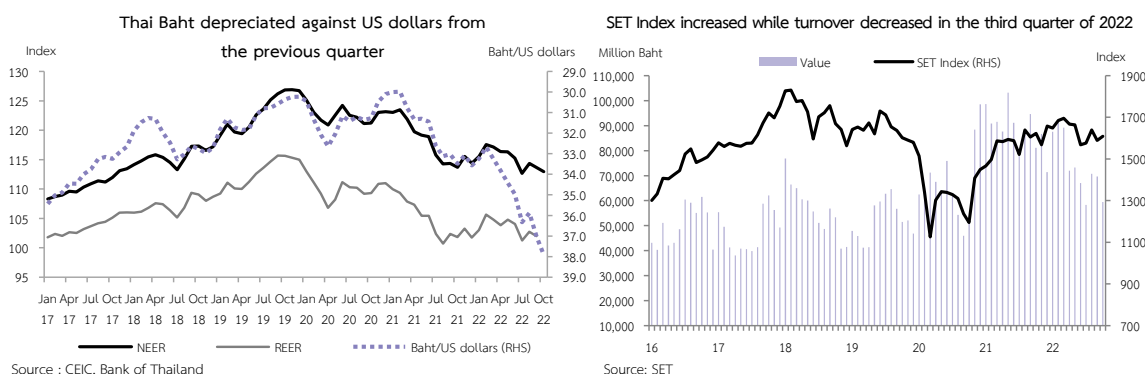 Thai Baht depreciated against US dollars from
the previous quarter
Index
Baht/US dollars
130
125
120
115
110
105
100
95
29.0
30.0
31.0
32.0
33.0
34.0
35.0
36.0
37.0
38.0
39.0
Jan Apr Jul Oct Jan Apr Jul Oct Jan Apr Jul Oct Jan Apr Jul Oct Jan Apr Jul Oct Jan Apr Jul Oct
17 17 17 17 18 18 18 18 19 19 19 19 20 20 20 20 21 21 21 21 22 22 22 22
NEER
REER
Baht/US dollars (RHS)
Source : CEIC, Bank of Thailand
SET Index increased while turnover decreased in the third quarter of 2022
Million Baht
Index
Value
SET Index (RHS)
110,000
100,000
90,000
80,000
70,000
60,000
50,000
40,000
30,000
20,000
10,000
1900
1700
1500
1300
1100
900
700
16 17 18 19 20 21 22
Source: SET